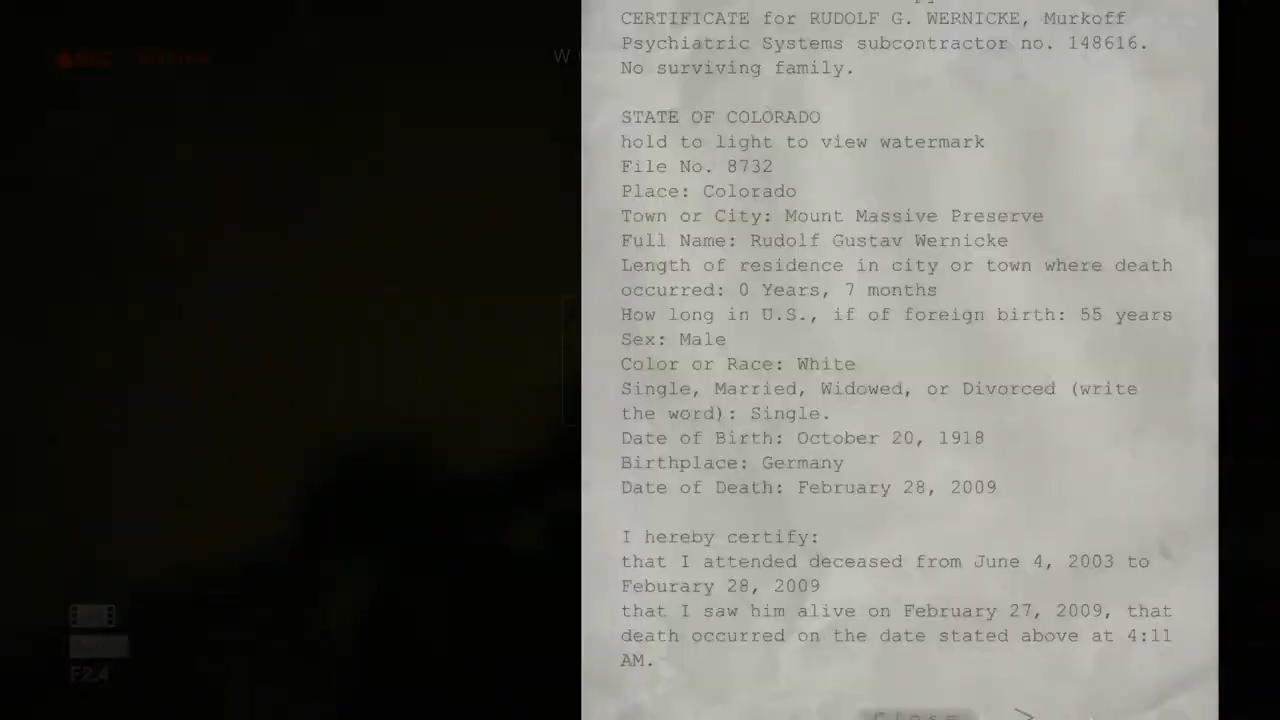 CERTIFICATE for RUDOLF G. WERNICKE, Murkoff
Psychiatric Systems subcontractor no. 148616.
No surviving family.
STATE OF COLORADO
hold to light to view watermark
File No. 8732
Place: Colorado
Town or City: Mount Massive Preserve
Full Name: Rudolf Gustav Wernicke
Length of residence in city or town where death
occurred: 0 Years, 7 months
How long in U.S., if of foreign birth: 55 years
Sex: Male
Color or Race: White
Single, Married, Widowed, or Divorced (write
the word): Single.
Date of Birth: October 20, 1918
Birthplace: Germany
Date of Death: February 28, 2009
I hereby certify:
that I attended deceased from June 4, 2003 to
Feburary 28, 2009
that I saw him alive on February 27, 2009, that
death occurred on the date stated above at 4:11
AM.
Close >
W
F2.4